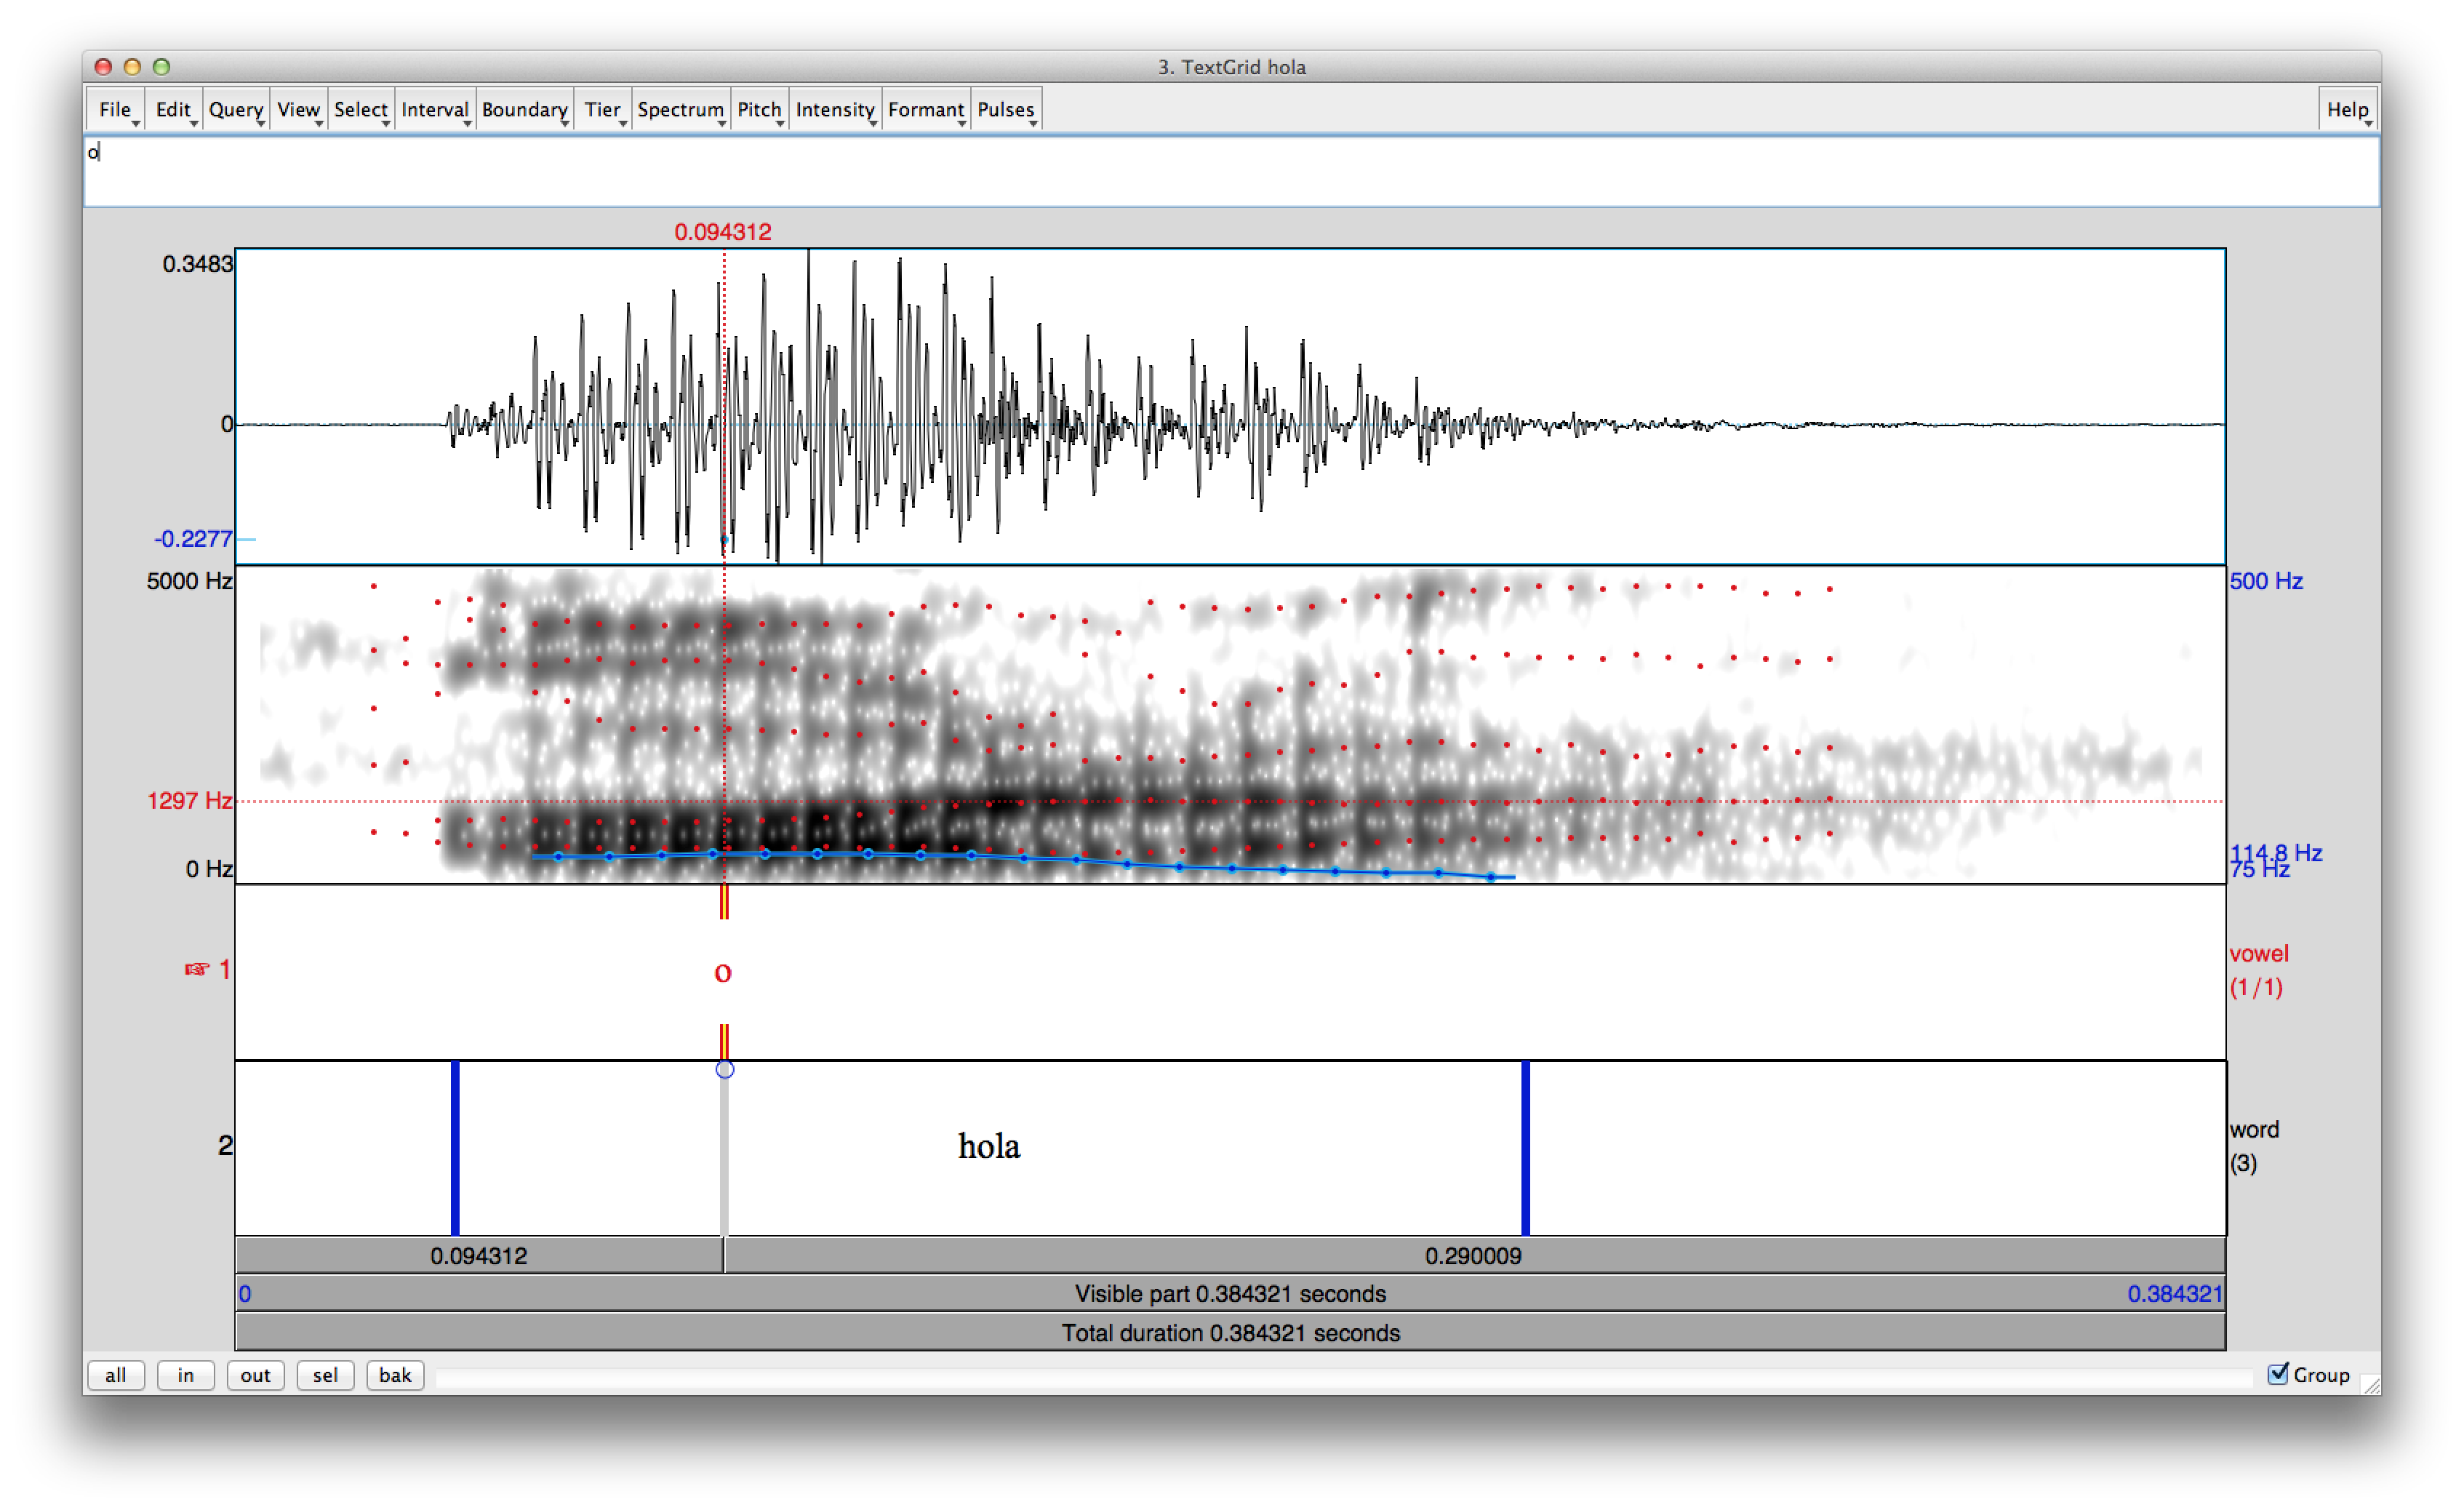 3. TextGrid hola
File Edit Query View Select Interval Boundary Tier Spectrum Pitch Intensity Formant Pulses Help
o
0.094312
0.3483
0
-0.2277
5000 Hz 500 Hz
1297 Hz
0 Hz
114.8 Hz
75 Hz
☞ 1 o vowel
(1/1)
2 hola word
(3)
0.094312 0.290009
0 Visible part 0.384321 seconds 0.384321
Total duration 0.384321 seconds
all in out sel bak Group